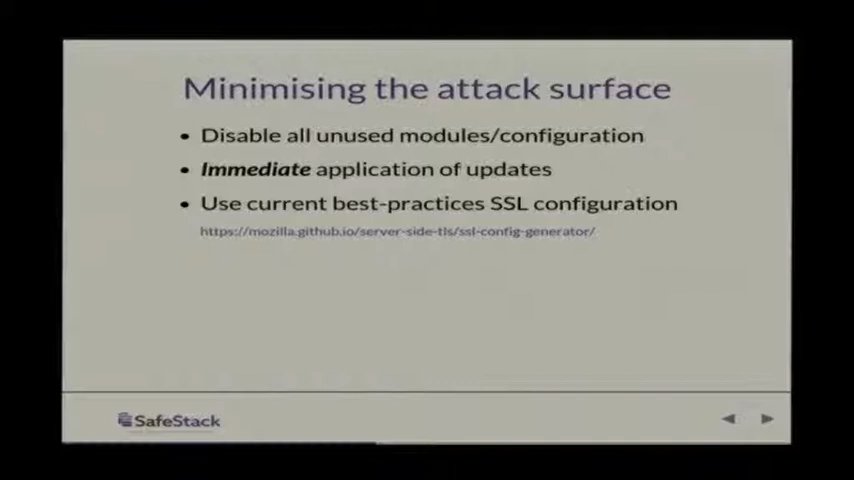 Minimising the attack surface
• Disable all unused modules/configuration
• Immediate application of updates
• Use current best-practices SSL configuration
https://mozilla.github.io/server-side-tls/ssl-config-generator/
SafeStack